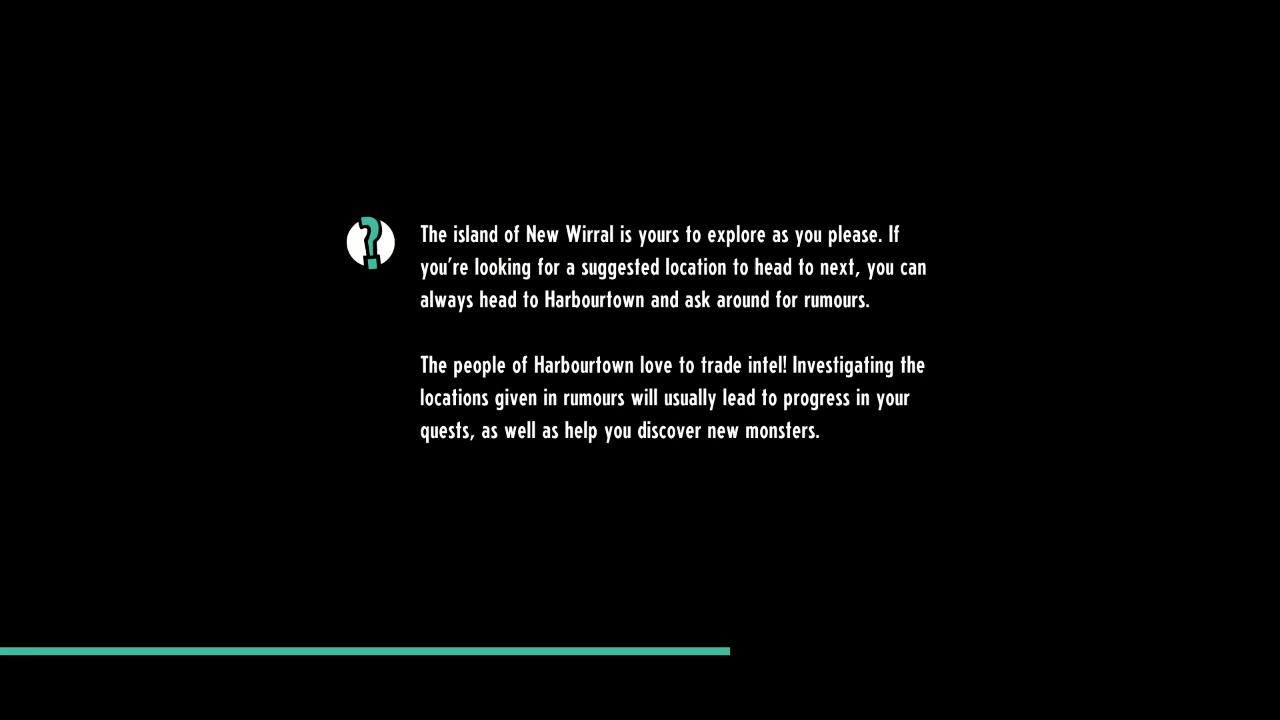 The island of New Wirral is yours to explore as you please. If
you're looking for a suggested location to head to next, you can
always head to Harbourtown and ask around for rumours.
The people of Harbourtown love to trade intel! Investigating the
locations given in rumours will usually lead to progress in your
quests, as well as help you discover new monsters.